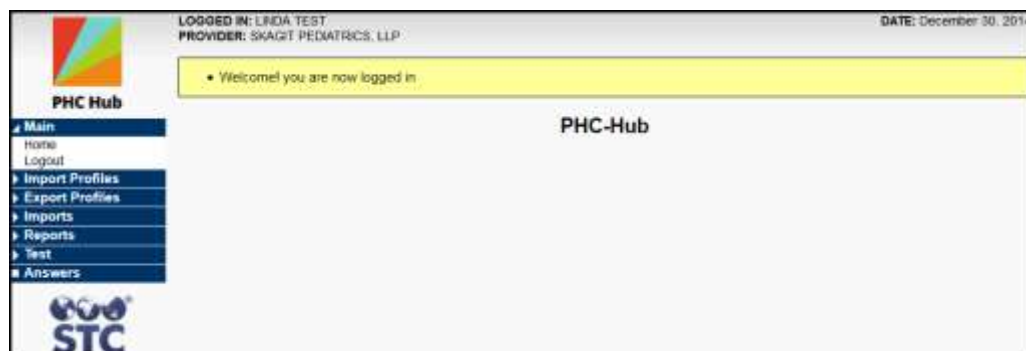 LOGGED IN: LINDA TEST
PROVIDER: SKAGIT PEDIATRICS, LLP
DATE: December 30, 201
Welcome! you are now logged in
PHC Hub
PHC-Hub
Main
Home
Logout
Import Profiles
Export Profiles
Imports
Reports
Test
Answers
STC